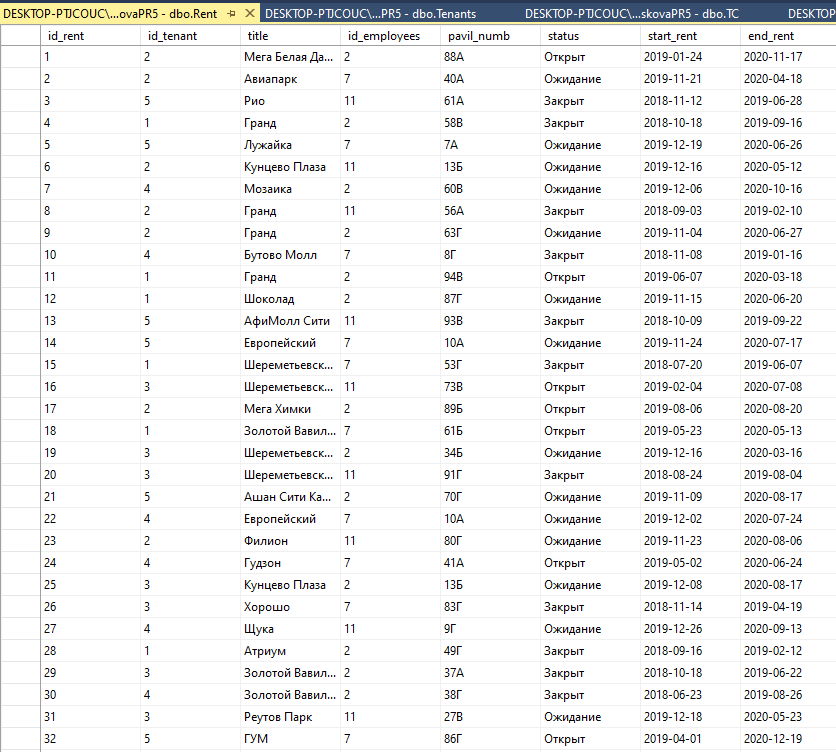 DESKTOP-PTJCOUC\...ovaPR5 - dbo.Rent DESKTOP-PTJCOUC\...PR5 - dbo.Tenants DESKTOP-PTJCOUC\...skovaPR5 - dbo.TC DESKTOP
id_rent id_tenant title id_employees pavil_numb status start_rent end_rent
1 2 Мега Белая Да... 2 88А Открыт 2019-01-24 2020-11-17
2 2 Авиапарк 7 40А Ожидание 2019-11-21 2020-04-18
3 5 Рио 11 61А Закрыт 2018-11-12 2019-06-28
4 1 Гранд 2 58В Закрыт 2018-10-18 2019-09-16
5 5 Лужайка 7 7А Ожидание 2019-12-19 2020-06-26
6 2 Кунцево Плаза 11 13Б Ожидание 2019-12-16 2020-05-12
7 4 Мозаика 2 60В Ожидание 2019-12-06 2020-10-16
8 2 Гранд 11 56А Закрыт 2018-09-03 2019-02-10
9 2 Гранд 2 63Г Ожидание 2019-11-04 2020-06-27
10 4 Бутово Молл 7 8Г Закрыт 2018-11-08 2019-01-16
11 1 Гранд 2 94В Открыт 2019-06-07 2020-03-18
12 1 Шоколад 2 87Г Ожидание 2019-11-15 2020-06-20
13 5 АфиМолл Сити 11 93В Закрыт 2018-10-09 2019-09-22
14 5 Европейский 7 10А Ожидание 2019-11-24 2020-07-17
15 1 Шереметьевск... 7 53Г Закрыт 2018-07-20 2019-06-07
16 3 Шереметьевск... 11 73В Открыт 2019-02-04 2020-07-08
17 2 Мега Химки 2 89Б Открыт 2019-08-06 2020-08-20
18 1 Золотой Вавил... 7 61Б Открыт 2019-05-23 2020-05-13
19 3 Шереметьевск... 2 34Б Ожидание 2019-12-16 2020-03-16
20 3 Шереметьевск... 11 91Г Закрыт 2018-08-24 2019-08-04
21 5 Ашан Сити Ка... 2 70Г Ожидание 2019-11-09 2020-08-17
22 4 Европейский 7 10А Ожидание 2019-12-02 2020-07-24
23 2 Филион 11 80Г Ожидание 2019-11-23 2020-08-06
24 4 Гудзон 7 41А Открыт 2019-05-02 2020-06-24
25 3 Кунцево Плаза 2 13Б Ожидание 2019-12-08 2020-08-17
26 3 Хорошо 7 83Г Закрыт 2018-11-14 2019-04-19
27 4 Щука 11 9Г Ожидание 2019-12-26 2020-09-13
28 1 Атриум 2 49Г Закрыт 2018-09-16 2019-02-12
29 3 Золотой Вавил... 2 37А Закрыт 2018-10-18 2019-06-22
30 4 Золотой Вавил... 2 38Г Закрыт 2018-06-23 2019-08-26
31 3 Реутов Парк 11 27В Ожидание 2019-12-18 2020-05-23
32 5 ГУМ 7 86Г Открыт 2019-04-01 2020-12-19